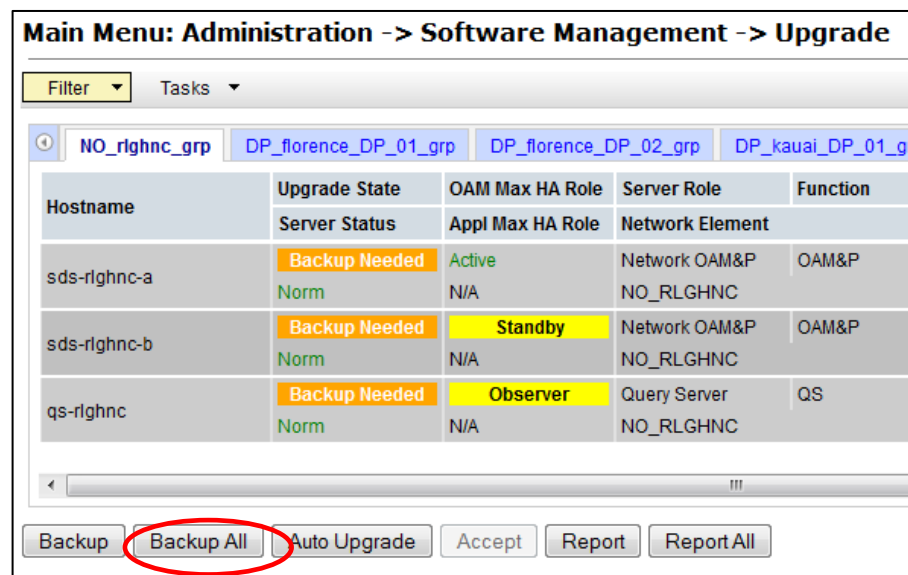 Main Menu: Administration -> Software Management -> Upgrade
Filter Tasks
NO_rlghnc_grp DP_florence_DP_01_grp DP_florence_DP_02_grp DP_kauai_DP_01_g
Hostname Upgrade State OAM Max HA Role Server Role Function
Server Status Appl Max HA Role Network Element
sds-rlghnc-a Backup Needed Active Network OAM&P OAM&P
Norm N/A NO_RLGHNC
sds-rlghnc-b Backup Needed Standby Network OAM&P OAM&P
Norm N/A NO_RLGHNC
qs-rlghnc Backup Needed Observer Query Server QS
Norm N/A NO_RLGHNC
Backup Backup All Auto Upgrade Accept Report Report All